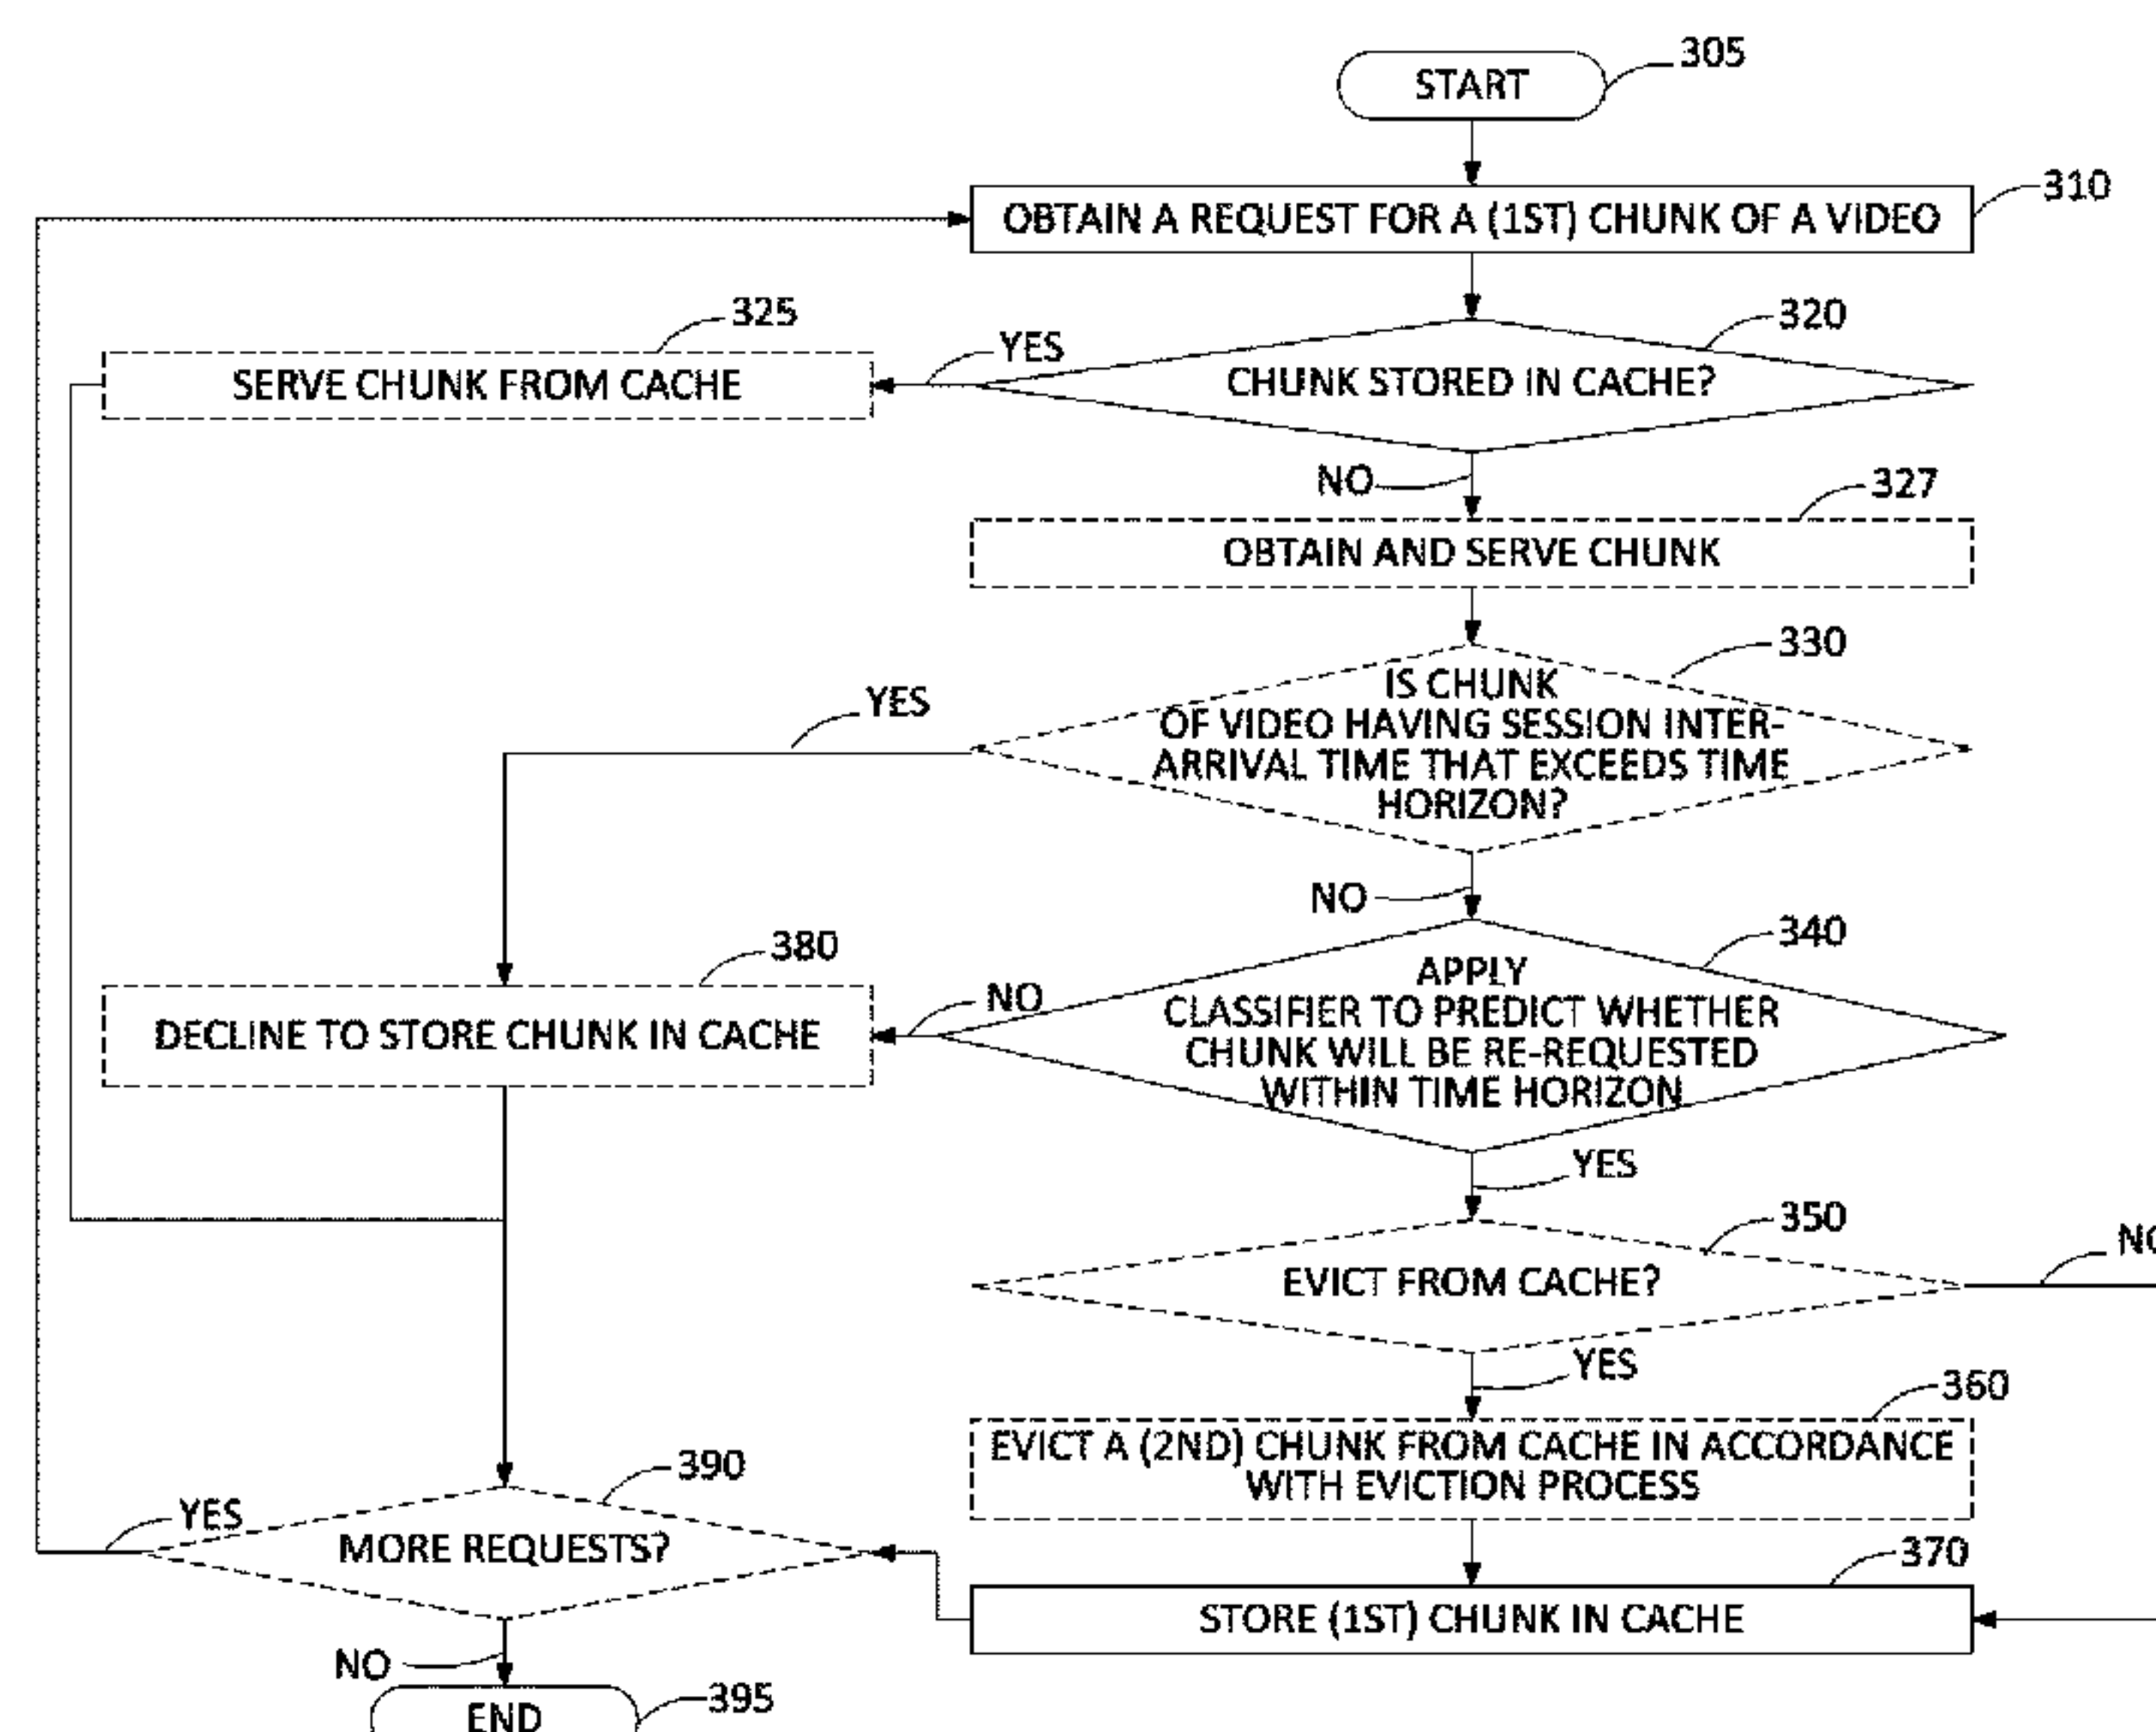 START
305
OBTAIN A REQUEST FOR A (1ST) CHUNK OF A VIDEO
310
325
320
YES
SERVE CHUNK FROM CACHE
CHUNK STORED IN CACHE?
NO
327
OBTAIN AND SERVE CHUNK
330
YES
IS CHUNK
OF VIDEO HAVING SESSION INTER-
ARRIVAL TIME THAT EXCEEDS TIME
HORIZON?
NO
380
340
NO
DECLINE TO STORE CHUNK IN CACHE
APPLY
CLASSIFIER TO PREDICT WHETHER
CHUNK WILL BE RE-REQUESTED
WITHIN TIME HORIZON
YES
350
NO
EVICT FROM CACHE?
YES
360
EVICT A (2ND) CHUNK FROM CACHE IN ACCORDANCE
WITH EVICTION PROCESS
390
YES
MORE REQUESTS?
370
STORE (1ST) CHUNK IN CACHE
NO
395
END